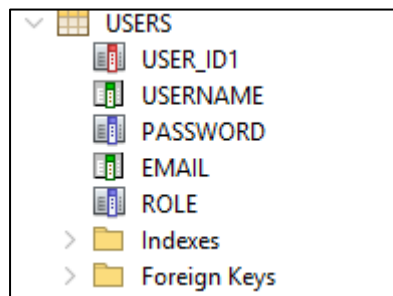 USERS
USER_ID1
USERNAME
PASSWORD
EMAIL
ROLE
Indexes
Foreign Keys